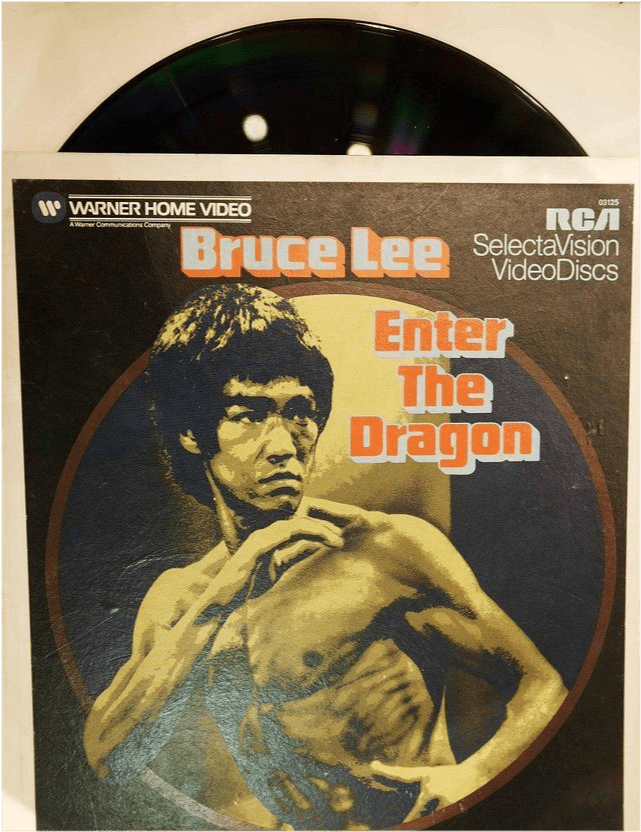 WARNER HOME VIDEO
A Warner Communications Company
03125
RCA
SelectaVision
VideoDiscs
Bruce Lee
Enter
The
Dragon